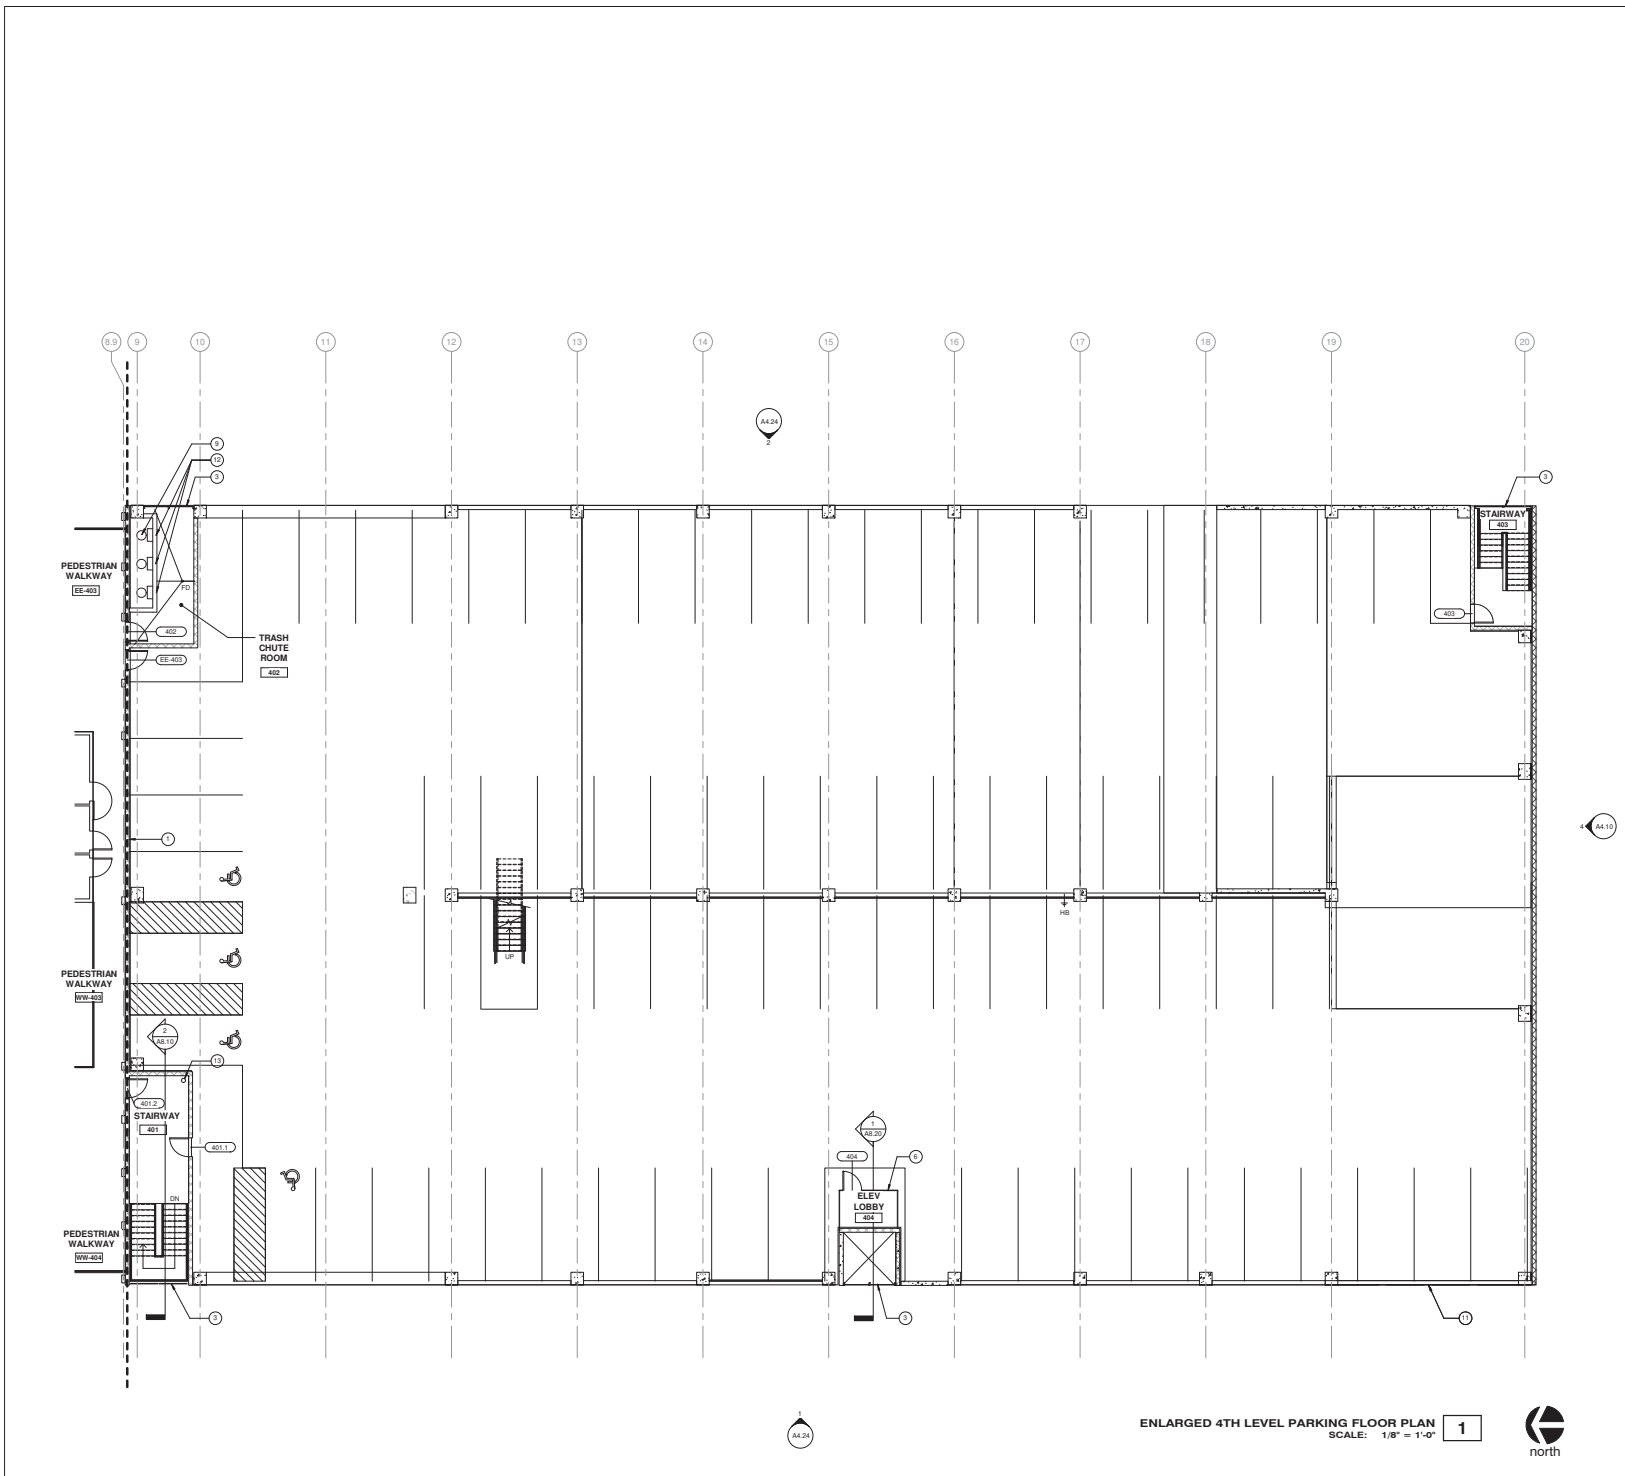 8.9 9 10 11 12 13 14 15 16 17 18 19 20
A4.24
2
9
12
3
3
STAIRWAY
403
PEDESTRIAN
WALKWAY
EE-403
FD
403
402
TRASH
CHUTE
ROOM
402
EE-403
4 A4.10
1
HB
UP
PEDESTRIAN
WALKWAY
WW-403
2
A8.10
13
401.2
STAIRWAY
401
401.1
1
A8.20
404
6
ELEV
LOBBY
404
DN
PEDESTRIAN
WALKWAY
WW-404
3
3
11
1
A4.24
ENLARGED 4TH LEVEL PARKING FLOOR PLAN
SCALE: 1/8" = 1'-0"
1
north